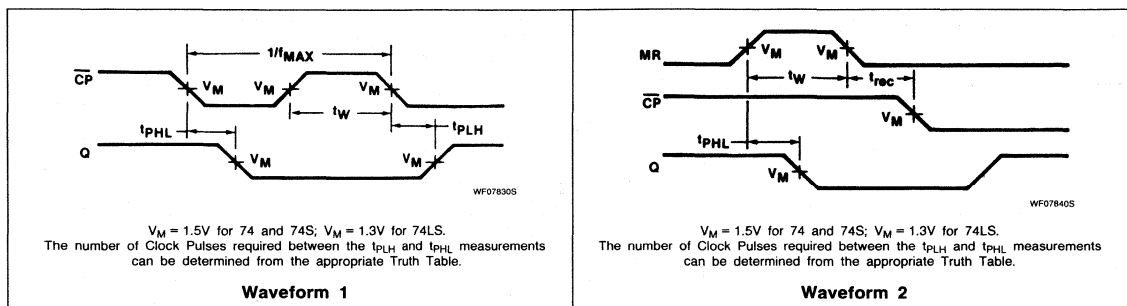 1/fMAX
CP
VM
VM
VM
tW
tPHL
tPLH
Q
VM
VM
WF07830S
VM = 1.5V for 74 and 74S; VM = 1.3V for 74LS.
The number of Clock Pulses required between the tPLH and tPHL measurements
can be determined from the appropriate Truth Table.
Waveform 1
MR
VM
VM
tW
trec
CP
VM
tPHL
Q
VM
WF07840S
VM = 1.5V for 74 and 74S; VM = 1.3V for 74LS.
The number of Clock Pulses required between the tPLH and tPHL measurements
can be determined from the appropriate Truth Table.
Waveform 2